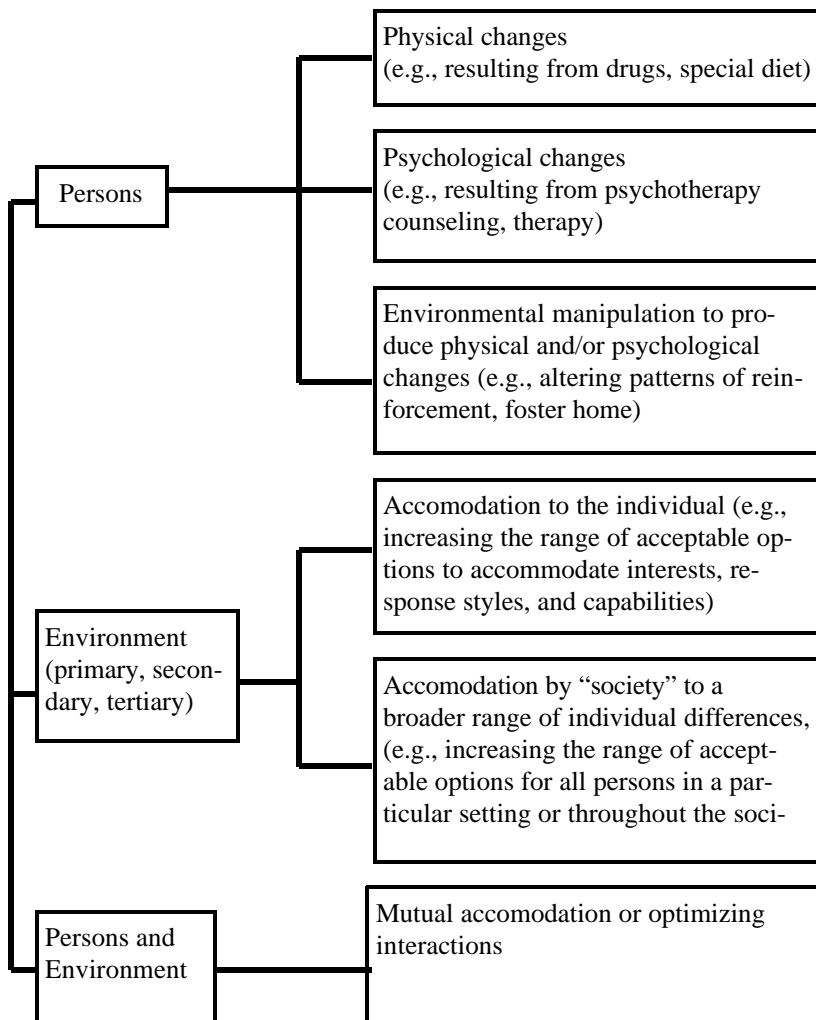 Physical changes
(e.g., resulting from drugs, special diet)
Persons
Psychological changes
(e.g., resulting from psychotherapy
counseling, therapy)
Environmental manipulation to pro-
duce physical and/or psychological
changes (e.g., altering patterns of rein-
forcement, foster home)
Environment
(primary, secon-
dary, tertiary)
Accomodation to the individual (e.g.,
increasing the range of acceptable op-
tions to accommodate interests, re-
sponse styles, and capabilities)
Accomodation by “society” to a
broader range of individual differences,
(e.g., increasing the range of accept-
able options for all persons in a par-
ticular setting or throughout the soci-
Persons and
Environment
Mutual accomodation or optimizing
interactions